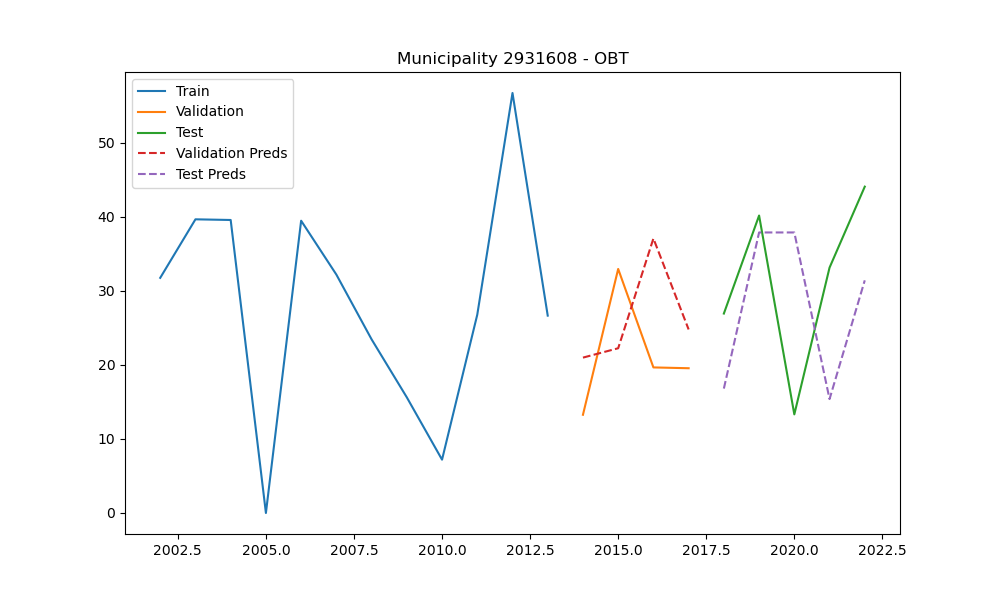 Municipality 2931608 - OBT
Train
Validation
Test
Validation Preds
Test Preds
50
40
30
20
10
0
2002.5 2005.0 2007.5 2010.0 2012.5 2015.0 2017.5 2020.0 2022.5